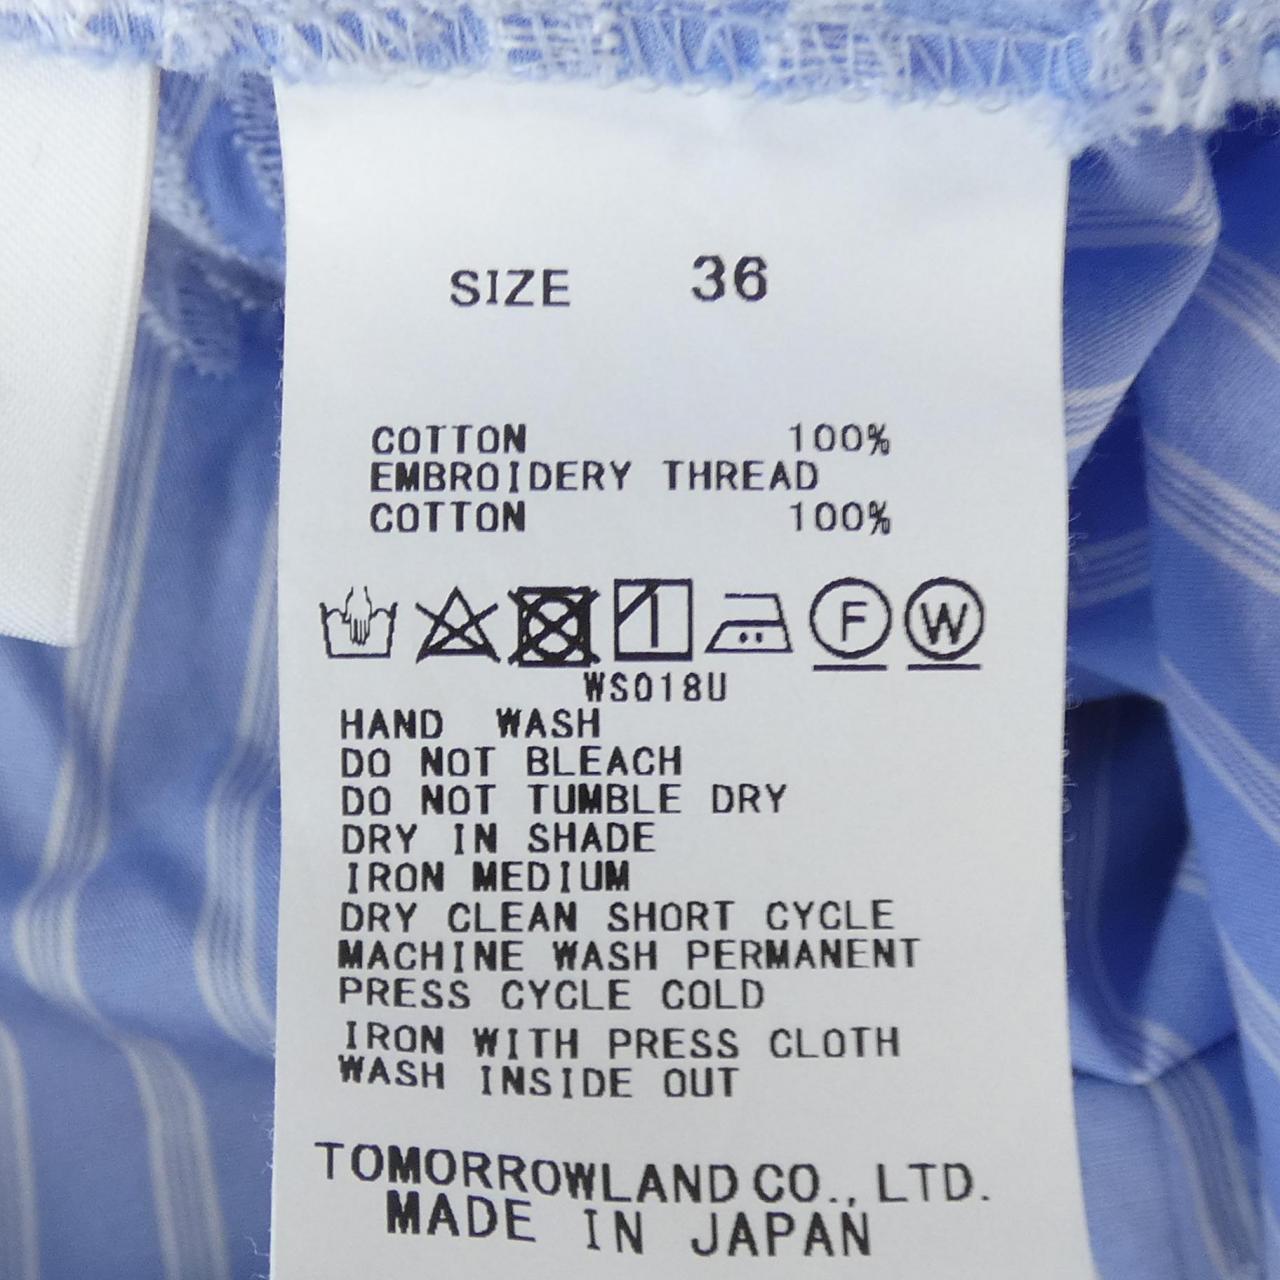 SIZE 36
COTTON 100%
EMBROIDERY THREAD
COTTON 100%
F W
WS018U
HAND WASH
DO NOT BLEACH
DO NOT TUMBLE DRY
DRY IN SHADE
IRON MEDIUM
DRY CLEAN SHORT CYCLE
MACHINE WASH PERMANENT
PRESS CYCLE COLD
IRON WITH PRESS CLOTH
WASH INSIDE OUT
TOMORROWLAND CO., LTD.
MADE IN JAPAN